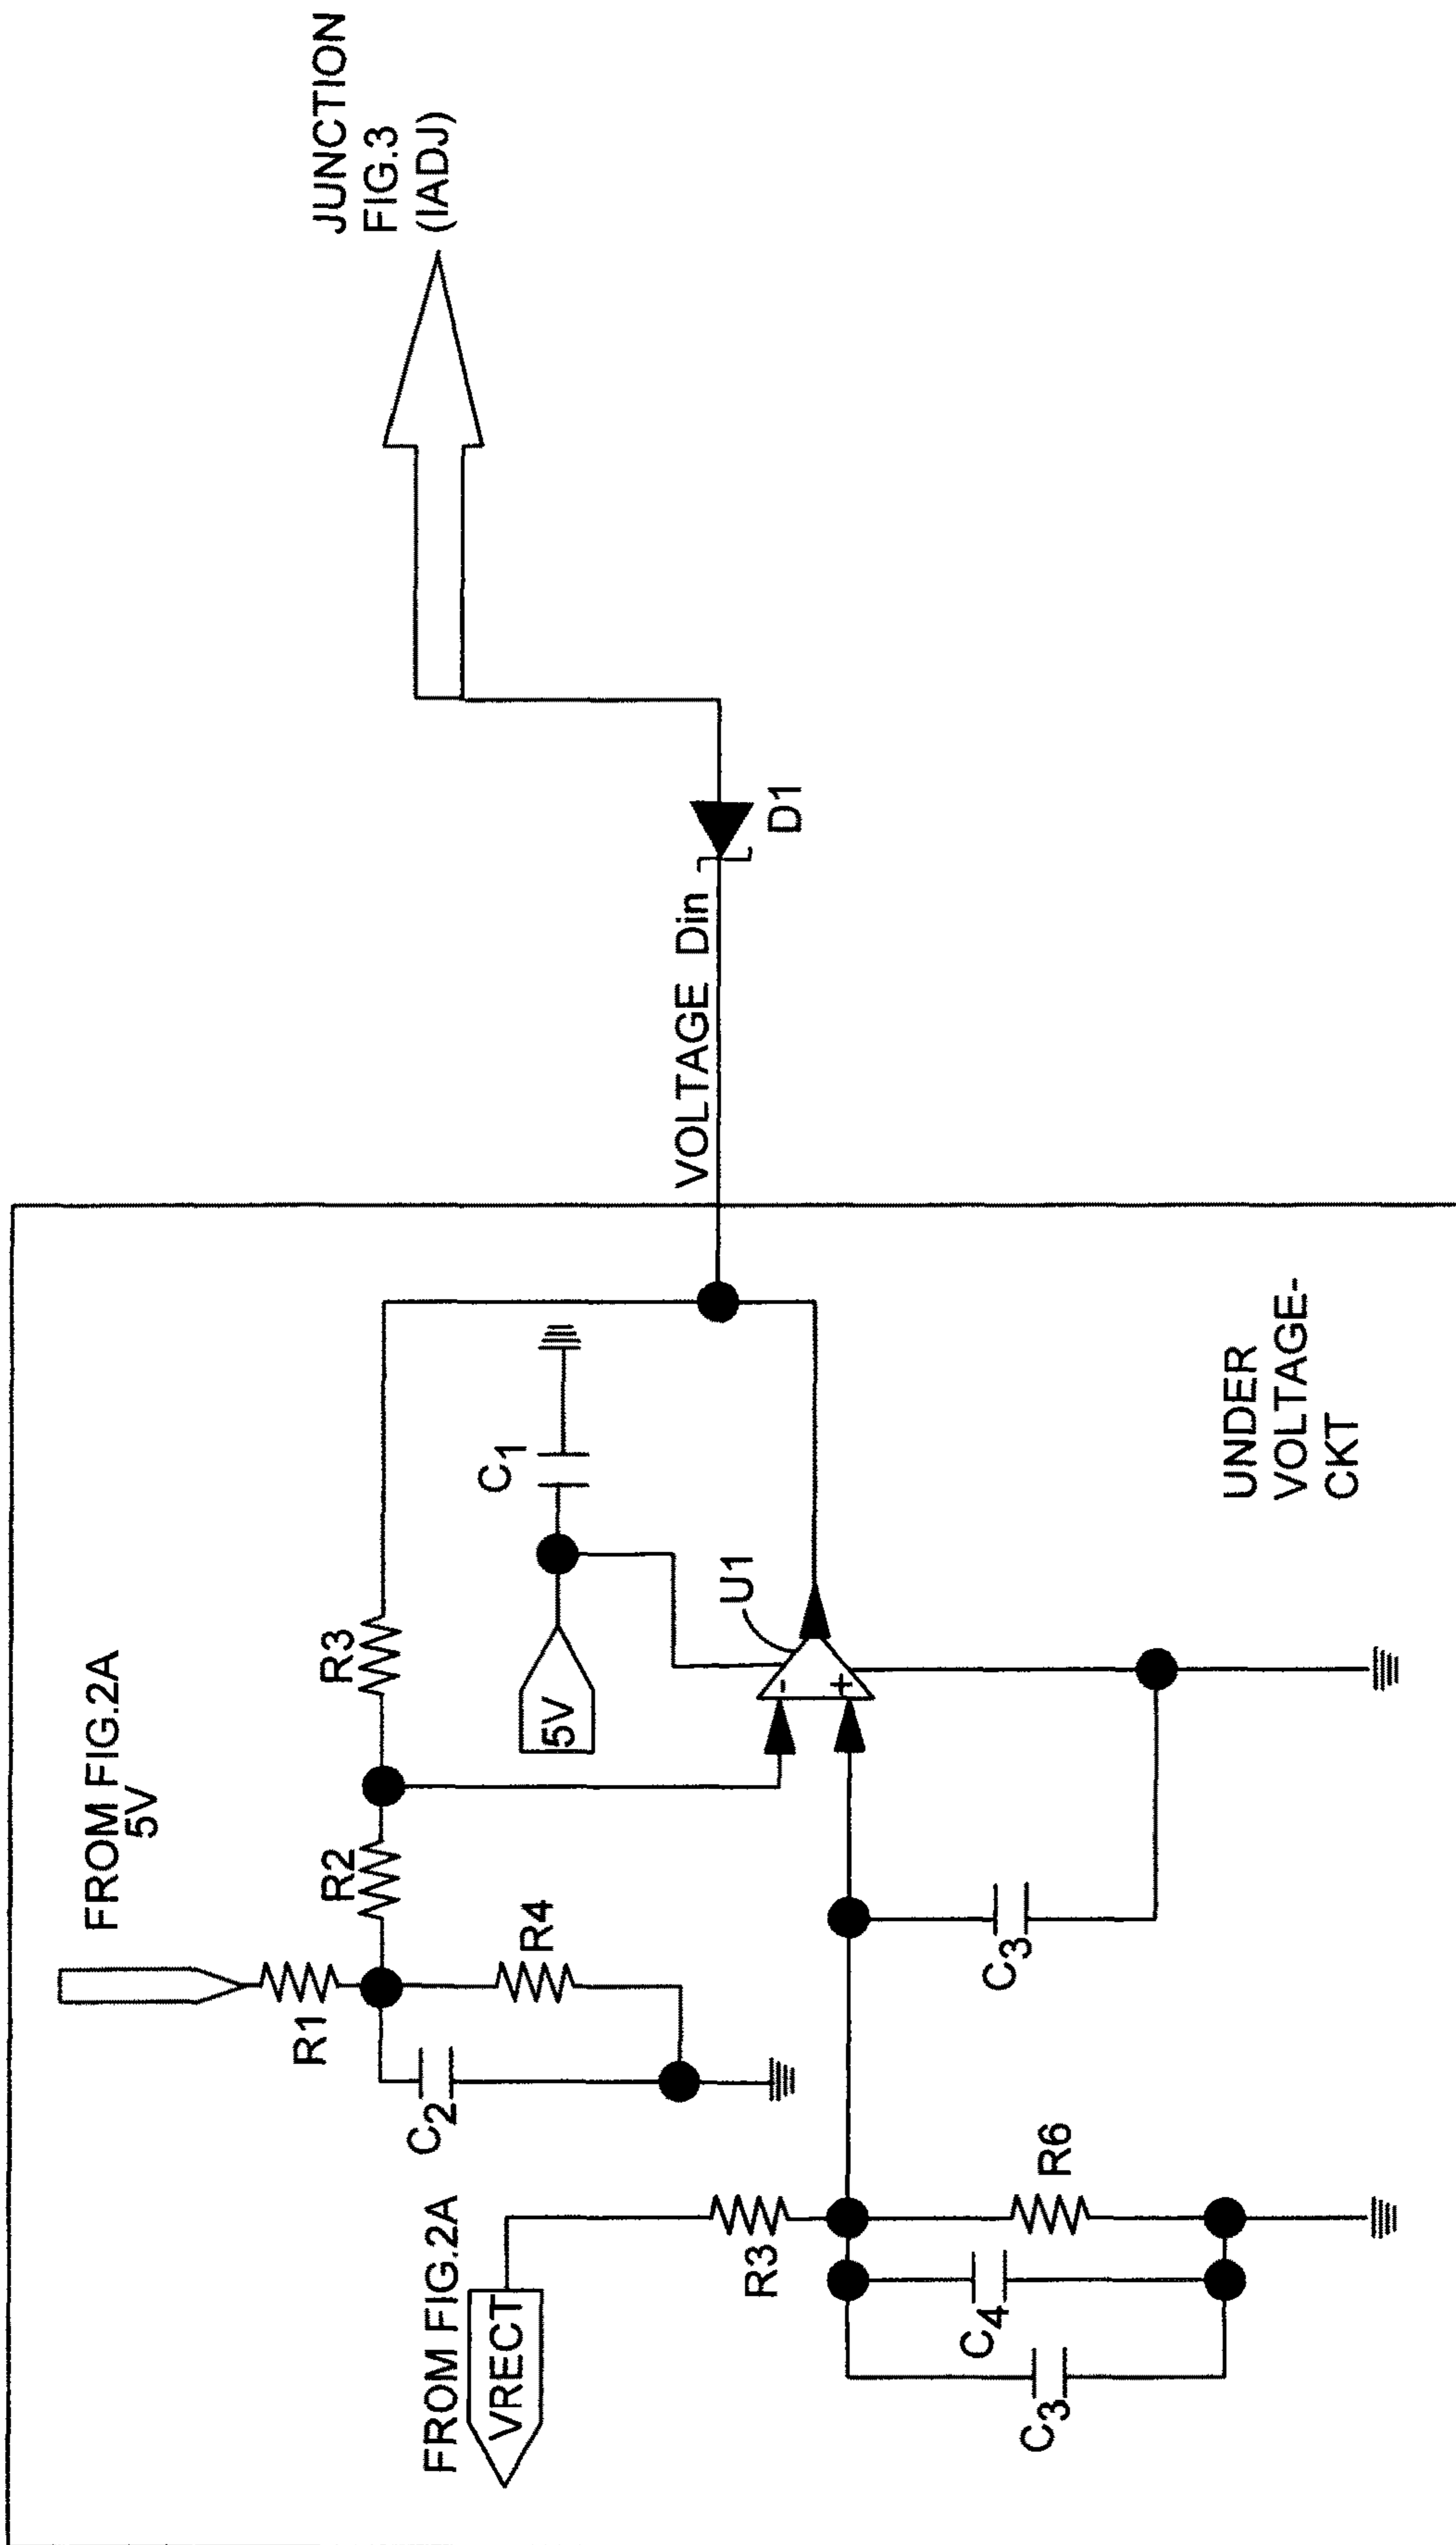 FROM FIG.2A
5V
R1
R2
R3
C2
R4
C1
5V
U1
-
+
FROM FIG.2A
VRECT
R3
C3
C4
R6
C3
UNDER
VOLTAGE-
CKT
VOLTAGE Din
D1
JUNCTION
FIG.3
(IADJ)